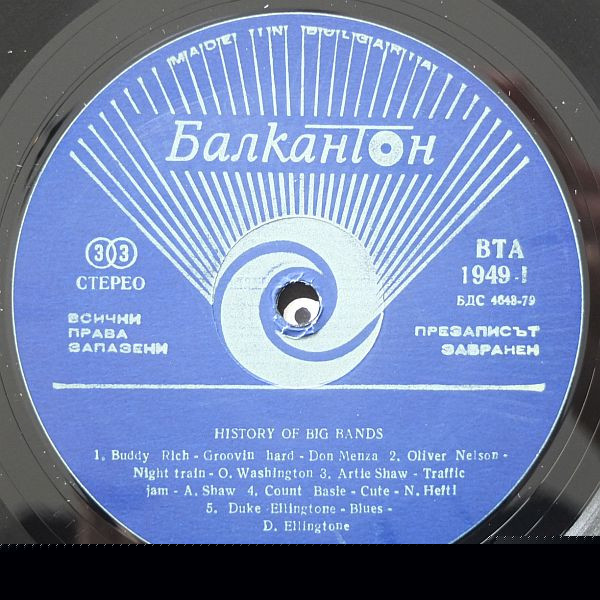 MADE IN BULGARIA
Балкантон
33
СТЕРЕО
ВСИЧКИ
ПРАВА
ЗАПАЗЕНИ
ВТА
1949-I
БДС 4648-79
ПРЕЗАПИСЪТ
ЗАБРАНЕН
HISTORY OF BIG BANDS
1. Buddy Rich - Groovin hard - Don Menza 2. Oliver Nelson -
Night train - O. Washington 3. Artie Shaw - Traffic
jam - A. Shaw 4. Count Basie - Cute - N. Heftl
5. Duke Ellingtone - Blues -
D. Ellingtone